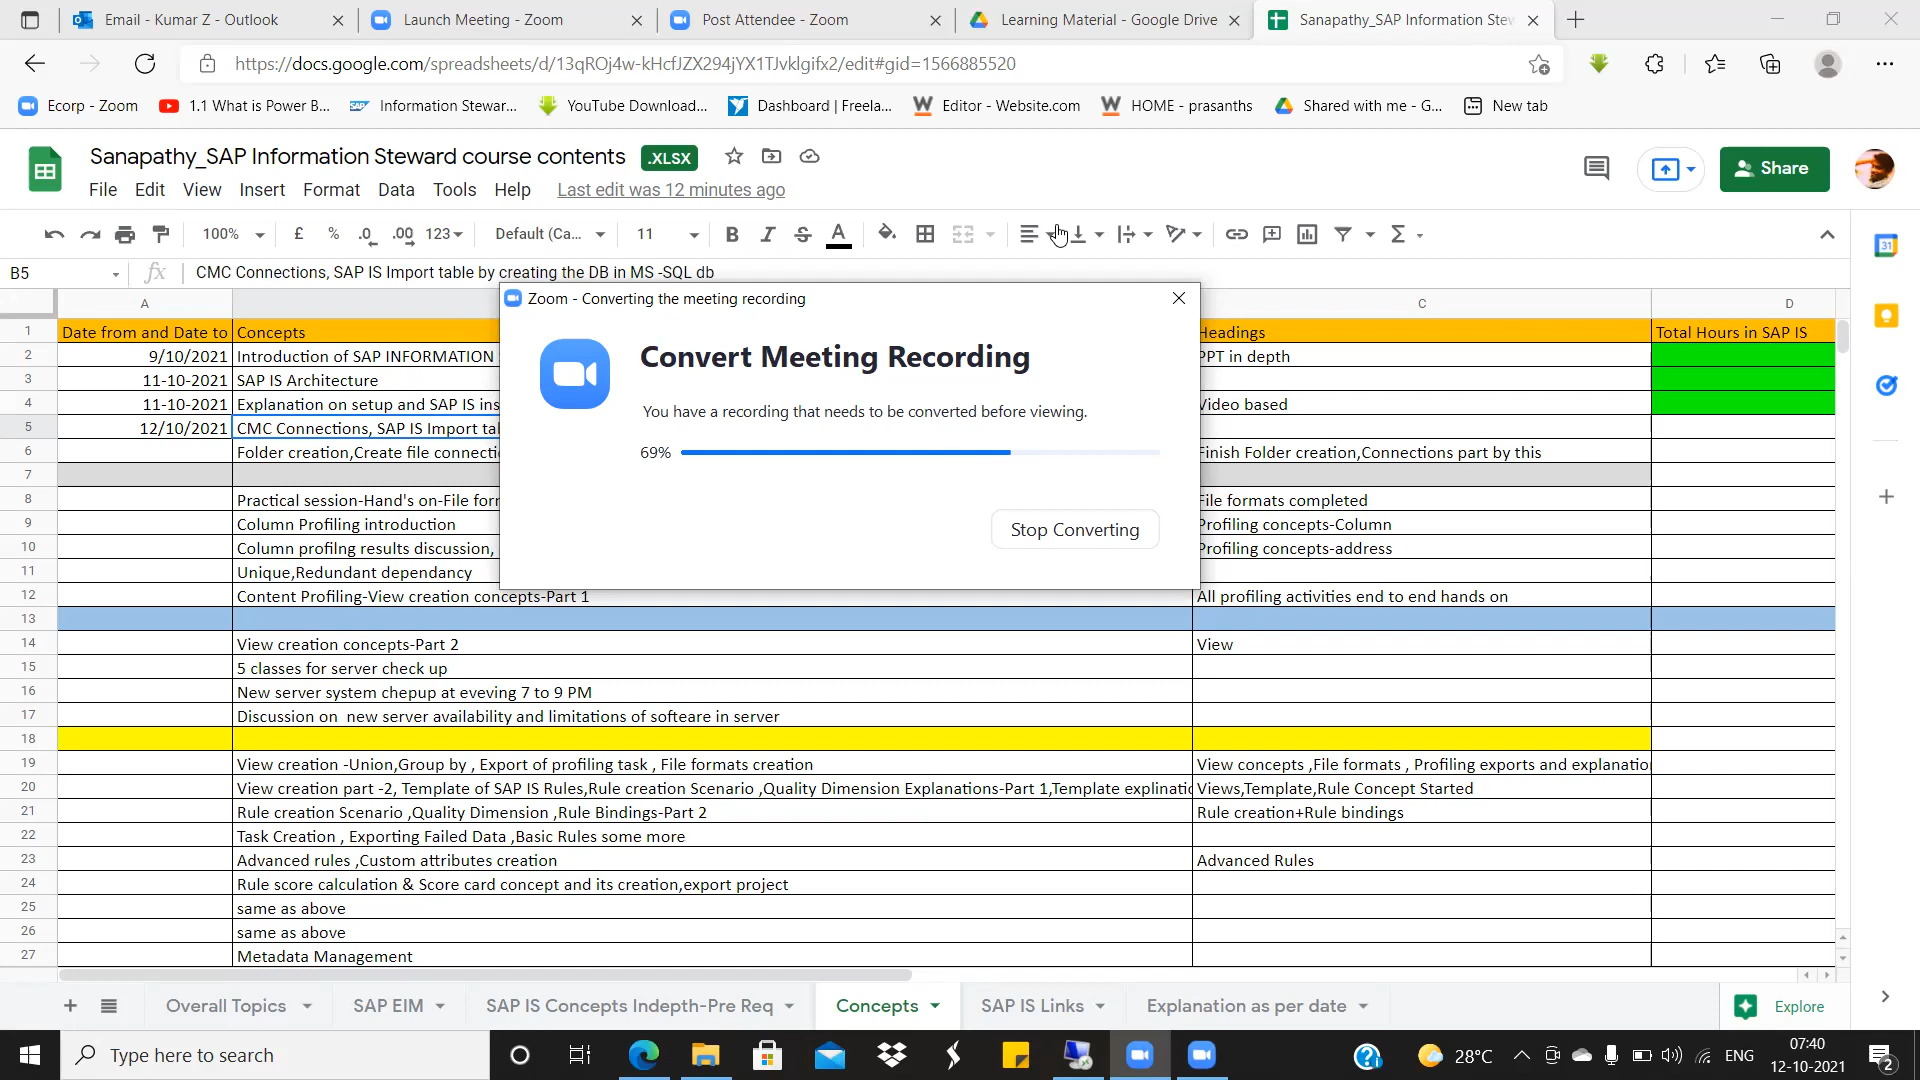 Email - Kumar Z - Outlook
Launch Meeting - Zoom
Post Attendee - Zoom
Learning Material - Google Drive
Sanapathy_SAP Information Stew
https://docs.google.com/spreadsheets/d/13qROj4w-kHcfJZX294jYX1TJvklgifx2/edit#gid=1566885520
Ecorp - Zoom
1.1 What is Power B...
Information Stewar...
YouTube Download...
Dashboard | Freela...
Editor - Website.com
HOME - prasanths
Shared with me - G...
New tab
Sanapathy_SAP Information Steward course contents .XLSX
Share
File Edit View Insert Format Data Tools Help Last edit was 12 minutes ago
100% £ % .0 .00 123 Default (Ca... 11 B I S A
B5 fx CMC Connections, SAP IS Import table by creating the DB in MS -SQL db
Zoom - Converting the meeting recording
Convert Meeting Recording
You have a recording that needs to be converted before viewing.
69%
Stop Converting
A C D
1 Date from and Date to Concepts Headings Total Hours in SAP IS
2 9/10/2021 Introduction of SAP INFORMATION PPT in depth
3 11-10-2021 SAP IS Architecture
4 11-10-2021 Explanation on setup and SAP IS ins Video based
5 12/10/2021 CMC Connections, SAP IS Import tal
6 Folder creation,Create file connecti Finish Folder creation,Connections part by this
7
8 Practical session-Hand's on-File forr File formats completed
9 Column Profiling introduction Profiling concepts-Column
10 Column profilng results discussion, Profiling concepts-address
11 Unique,Redundant dependancy
12 Content Profiling-View creation concepts-Part 1 All profiling activities end to end hands on
13
14 View creation concepts-Part 2 View
15 5 classes for server check up
16 New server system chepup at eveving 7 to 9 PM
17 Discussion on  new server availability and limitations of softeare in server
18
19 View creation -Union,Group by , Export of profiling task , File formats creation View concepts ,File formats , Profiling exports and explanatio
20 View creation part -2, Template of SAP IS Rules,Rule creation Scenario ,Quality Dimension Explanations-Part 1,Template explinatic Views,Template,Rule Concept Started
21 Rule creation Scenario ,Quality Dimension ,Rule Bindings-Part 2 Rule creation+Rule bindings
22 Task Creation , Exporting Failed Data ,Basic Rules some more
23 Advanced rules ,Custom attributes creation Advanced Rules
24 Rule score calculation & Score card concept and its creation,export project
25 same as above
26 same as above
27 Metadata Management
Overall Topics
SAP EIM
SAP IS Concepts Indepth-Pre Req
Concepts
SAP IS Links
Explanation as per date
Explore
Type here to search
28°C
ENG
07:40
12-10-2021
2